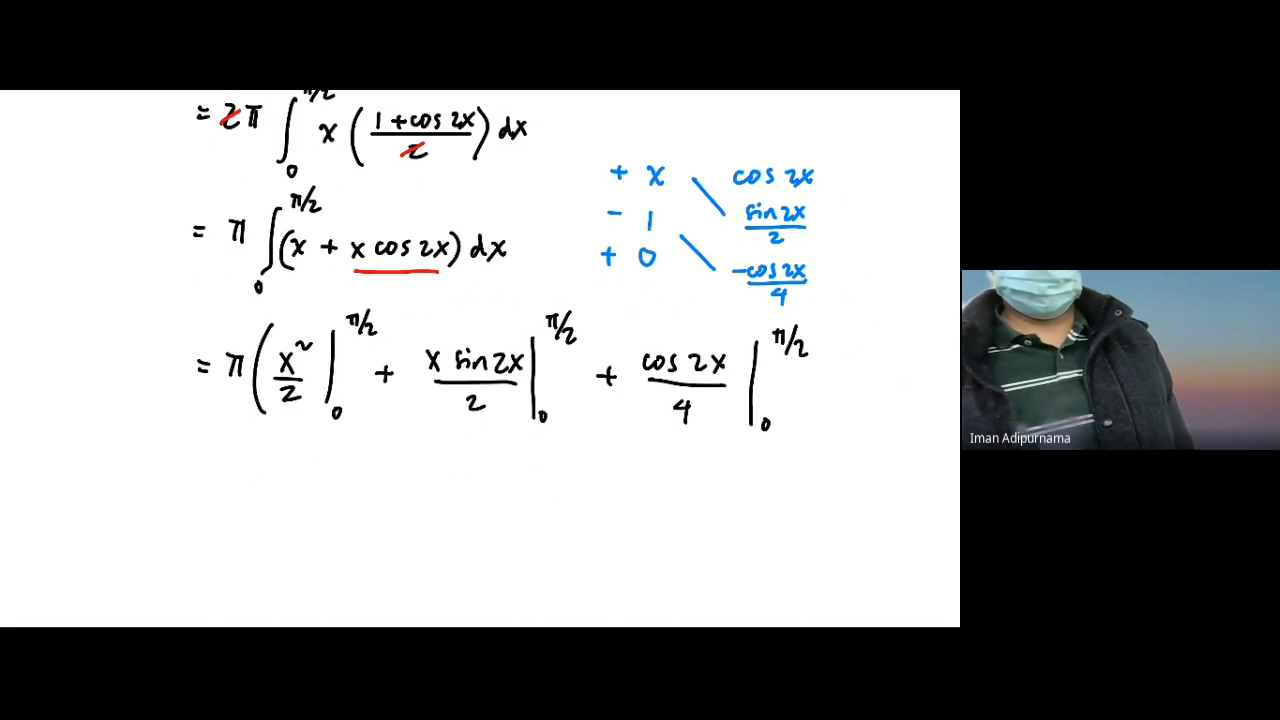 = 2π ∫₀^π/2 x (1 + cos 2x / 2) dx
= π ∫₀^π/2 (x + x cos 2x) dx
+ x cos 2x
- 1 sin 2x / 2
+ 0 -cos 2x / 4
= π ( x² / 2 |₀^π/2 + x sin 2x / 2 |₀^π/2 + cos 2x / 4 |₀^π/2
Iman Adipurnama